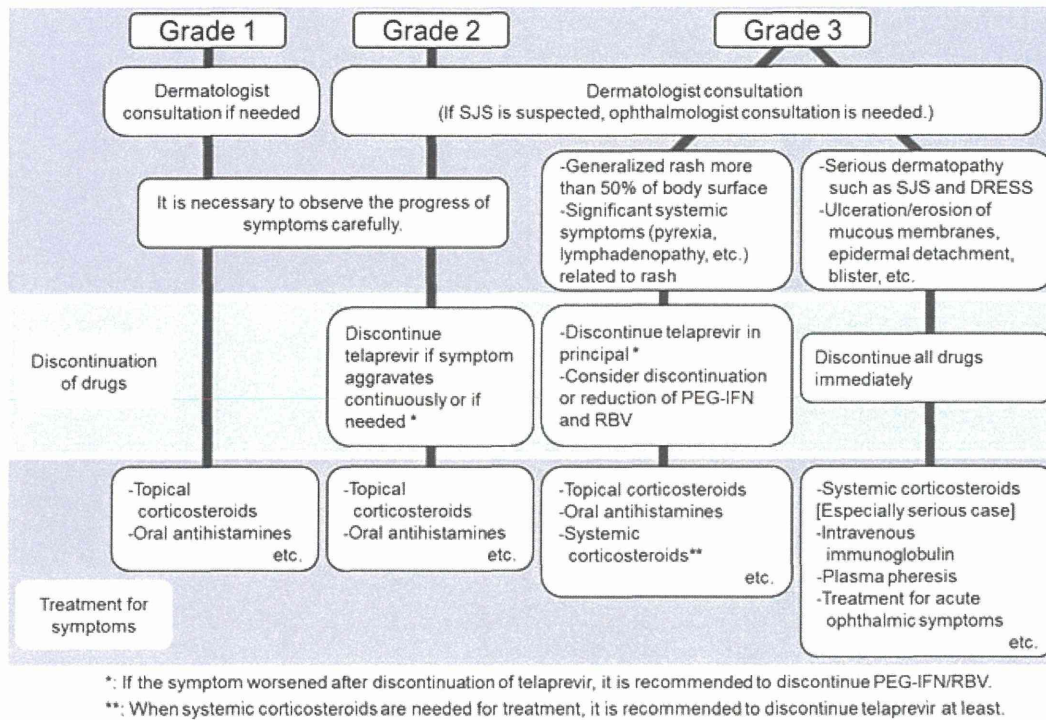 Grade 1
Grade 2
Grade 3
Dermatologist
consultation if needed
Dermatologist consultation
(If SJS is suspected, ophthalmologist consultation is needed.)
It is necessary to observe the progress of
symptoms carefully.
-Generalized rash more
than 50% of body surface
-Significant systemic
symptoms (pyrexia,
lymphadenopathy, etc.)
related to rash
-Serious dermatopathy
such as SJS and DRESS
-Ulceration/erosion of
mucous membranes,
epidermal detachment,
blister, etc.
Discontinuation
of drugs
Discontinue
telaprevir if symptom
aggravates
continuously or if
needed *
-Discontinue telaprevir in
principal *
-Consider discontinuation
or reduction of PEG-IFN
and RBV
Discontinue all drugs
immediately
Treatment for
symptoms
-Topical
corticosteroids
-Oral antihistamines
etc.
-Topical
corticosteroids
-Oral antihistamines
etc.
-Topical corticosteroids
-Oral antihistamines
-Systemic
corticosteroids**
etc.
-Systemic corticosteroids
[Especially serious case]
-Intravenous
immunoglobulin
-Plasma pheresis
-Treatment for acute
ophthalmic symptoms
etc.
*: If the symptom worsened after discontinuation of telaprevir, it is recommended to discontinue PEG-IFN/RBV.
**: When systemic corticosteroids are needed for treatment, it is recommended to discontinue telaprevir at least.